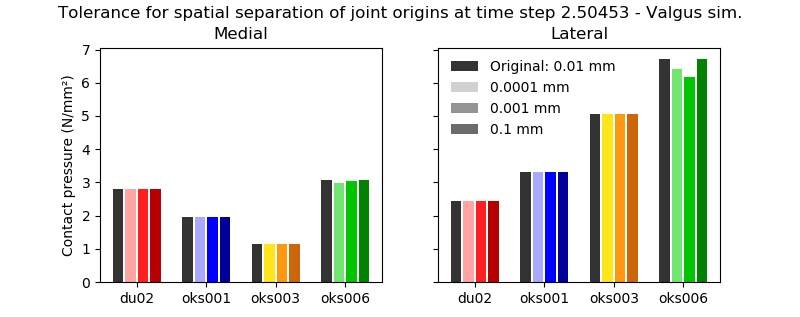 Tolerance for spatial separation of joint origins at time step 2.50453 - Valgus sim.
Medial
Lateral
Contact pressure (N/mm²)
7
6
5
4
3
2
1
0
Original: 0.01 mm
0.0001 mm
0.001 mm
0.1 mm
du02 oks001 oks003 oks006
du02 oks001 oks003 oks006